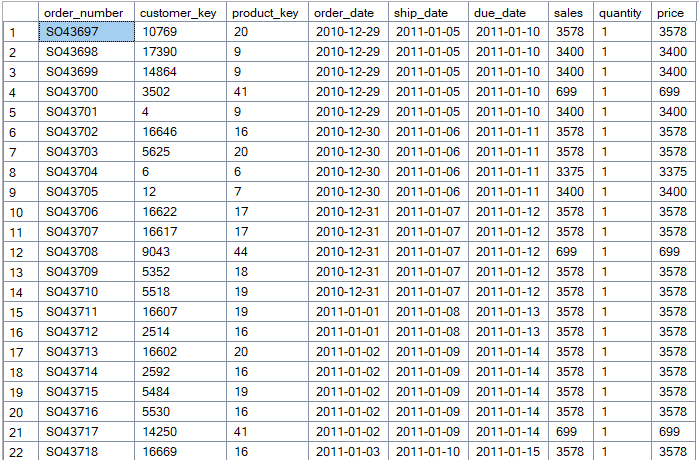 order_number customer_key product_key order_date ship_date due_date sales quantity price
1 SO43697 10769 20 2010-12-29 2011-01-05 2011-01-10 3578 1 3578
2 SO43698 17390 9 2010-12-29 2011-01-05 2011-01-10 3400 1 3400
3 SO43699 14864 9 2010-12-29 2011-01-05 2011-01-10 3400 1 3400
4 SO43700 3502 41 2010-12-29 2011-01-05 2011-01-10 699 1 699
5 SO43701 4 9 2010-12-29 2011-01-05 2011-01-10 3400 1 3400
6 SO43702 16646 16 2010-12-30 2011-01-06 2011-01-11 3578 1 3578
7 SO43703 5625 20 2010-12-30 2011-01-06 2011-01-11 3578 1 3578
8 SO43704 6 6 2010-12-30 2011-01-06 2011-01-11 3375 1 3375
9 SO43705 12 7 2010-12-30 2011-01-06 2011-01-11 3400 1 3400
10 SO43706 16622 17 2010-12-31 2011-01-07 2011-01-12 3578 1 3578
11 SO43707 16617 17 2010-12-31 2011-01-07 2011-01-12 3578 1 3578
12 SO43708 9043 44 2010-12-31 2011-01-07 2011-01-12 699 1 699
13 SO43709 5352 18 2010-12-31 2011-01-07 2011-01-12 3578 1 3578
14 SO43710 5518 19 2010-12-31 2011-01-07 2011-01-12 3578 1 3578
15 SO43711 16607 19 2011-01-01 2011-01-08 2011-01-13 3578 1 3578
16 SO43712 2514 16 2011-01-01 2011-01-08 2011-01-13 3578 1 3578
17 SO43713 16602 20 2011-01-02 2011-01-09 2011-01-14 3578 1 3578
18 SO43714 2592 16 2011-01-02 2011-01-09 2011-01-14 3578 1 3578
19 SO43715 5484 19 2011-01-02 2011-01-09 2011-01-14 3578 1 3578
20 SO43716 5530 16 2011-01-02 2011-01-09 2011-01-14 3578 1 3578
21 SO43717 14250 41 2011-01-02 2011-01-09 2011-01-14 699 1 699
22 SO43718 16669 16 2011-01-03 2011-01-10 2011-01-15 3578 1 3578